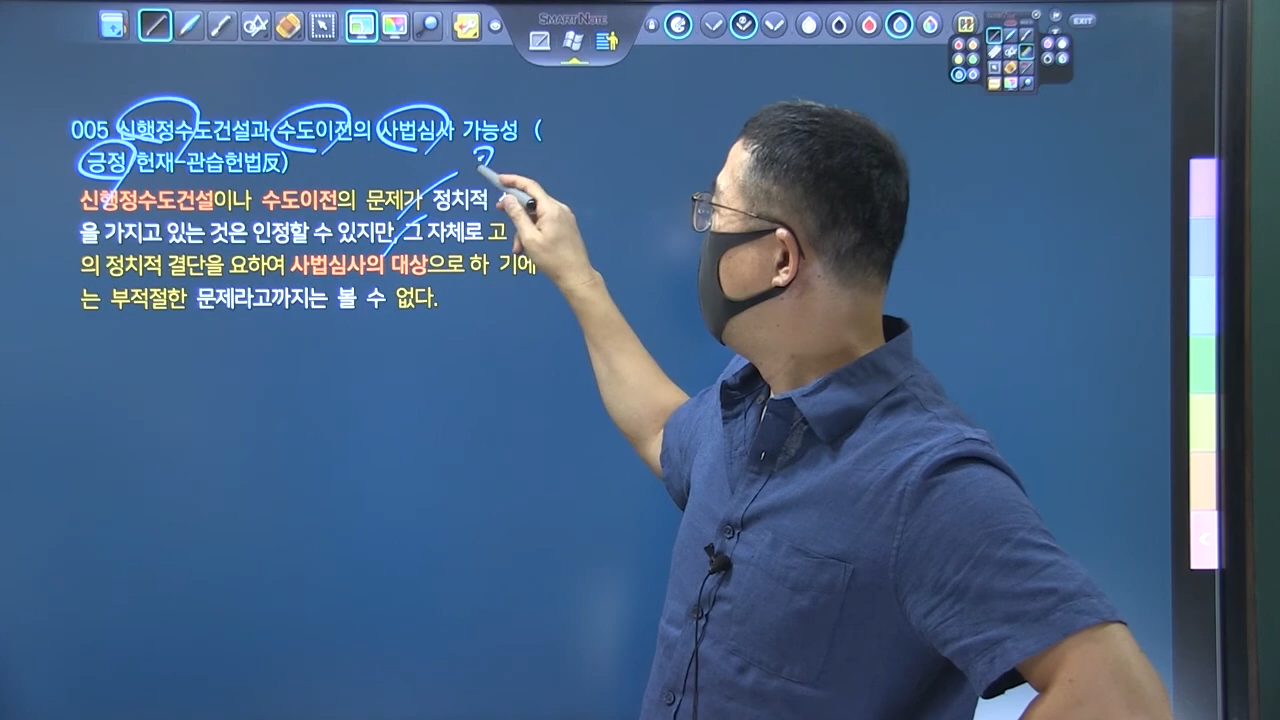 SMART NOTE
EXIT
005 신행정수도건설과 수도이전의 사법심사 가능성 (
긍정/헌재-관습헌법反)
신행정수도건설이나 수도이전의 문제가 정치적
을 가지고 있는 것은 인정할 수 있지만, 그 자체로 고
의 정치적 결단을 요하여 사법심사의 대상으로 하 기에
는 부적절한 문제라고까지는 볼 수 없다.